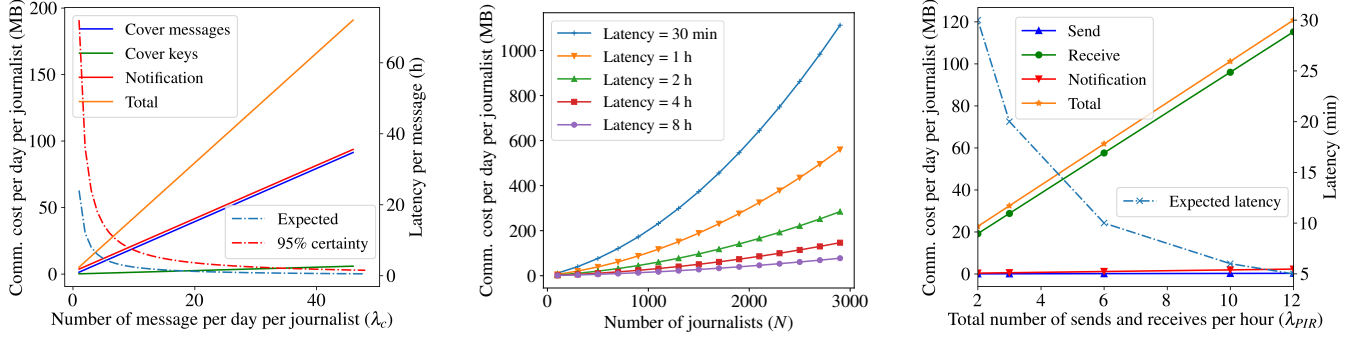 Comm. cost per day per journalist (MB)
200
150
100
50
0
0
20
40
Number of message per day per journalist (λc)
60
40
20
0
Latency per message (h)
Cover messages
Cover keys
Notification
Total
Expected
95% certainty
Comm. cost per day per journalist (MB)
1000
800
600
400
200
0
0
1000
2000
3000
Number of journalists (N)
Latency = 30 min
Latency = 1 h
Latency = 2 h
Latency = 4 h
Latency = 8 h
Comm. cost per day per journalist (MB)
120
100
80
60
40
20
0
2
4
6
8
10
12
Total number of sends and receives per hour (λPIR)
30
25
20
15
10
5
Latency (min)
Send
Receive
Notification
Total
Expected latency